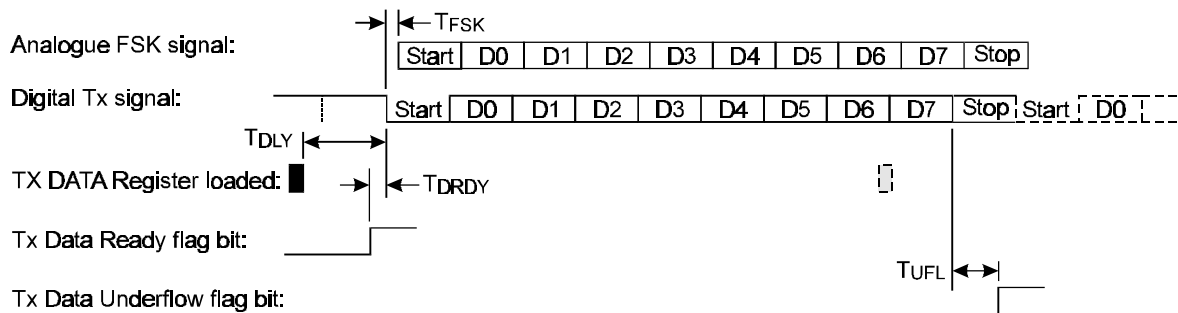 TFSK
Analogue FSK signal: Start D0 D1 D2 D3 D4 D5 D6 D7 Stop
Digital Tx signal: Start D0 D1 D2 D3 D4 D5 D6 D7 Stop Start D0
TDLY
TX DATA Register loaded: TDRDY
Tx Data Ready flag bit:
TUFL
Tx Data Underflow flag bit: